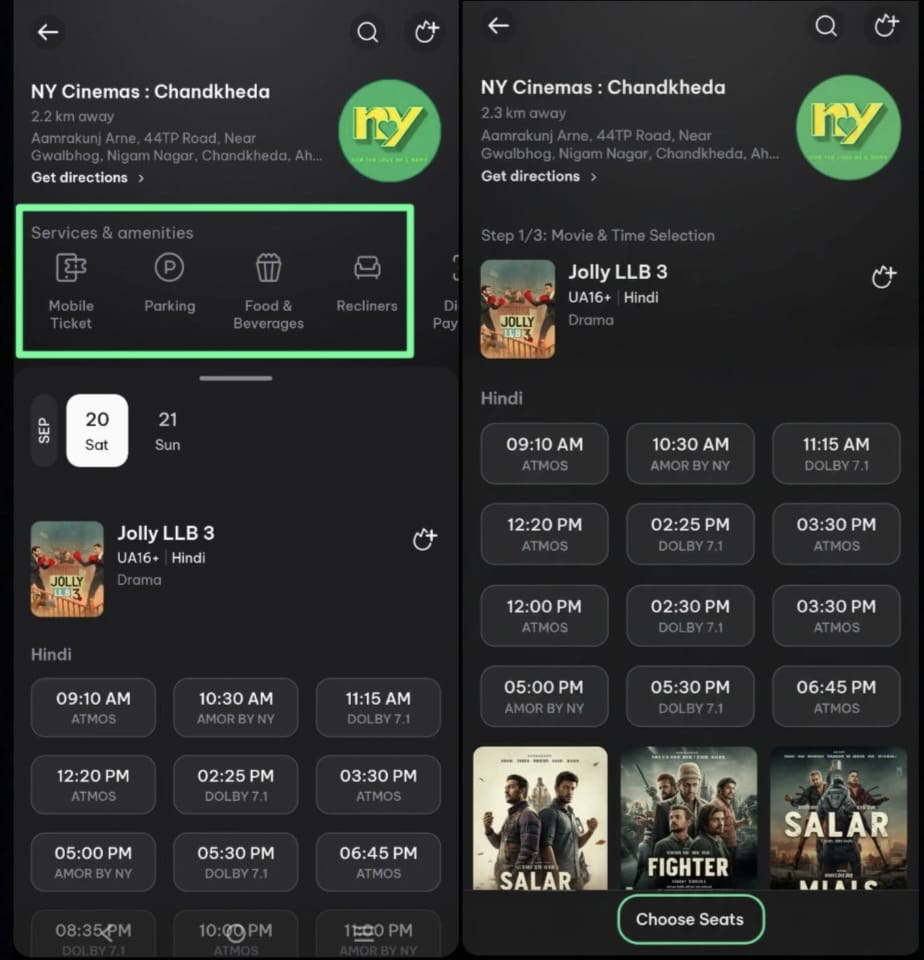 NY Cinemas : Chandkheda
2.2 km away
Aamrakunj Arne, 44TP Road, Near
Gwalbhog, Nigam Nagar, Chandkheda, Ah...
Get directions >
ny
FOR THE LOVE OF CINEMA
Services & amenities
Mobile
Ticket
Parking
Food &
Beverages
Recliners
Di
Pay
SEP
20
Sat
21
Sun
JOLLY
LLB
3
Jolly LLB 3
UA16+ | Hindi
Drama
Hindi
09:10 AM
ATMOS
10:30 AM
AMOR BY NY
11:15 AM
DOLBY 7.1
12:20 PM
ATMOS
02:25 PM
DOLBY 7.1
03:30 PM
ATMOS
05:00 PM
AMOR BY NY
05:30 PM
DOLBY 7.1
06:45 PM
ATMOS
08:35 PM
DOLBY 7.1
10:00 PM
ATMOS
11:00 PM
AMOR BY NY
NY Cinemas : Chandkheda
2.3 km away
Aamrakunj Arne, 44TP Road, Near
Gwalbhog, Nigam Nagar, Chandkheda, Ah...
Get directions >
ny
Step 1/3: Movie & Time Selection
JOLLY
LLB 3
Jolly LLB 3
UA16+ | Hindi
Drama
Hindi
09:10 AM
ATMOS
10:30 AM
AMOR BY NY
11:15 AM
DOLBY 7.1
12:20 PM
ATMOS
02:25 PM
DOLBY 7.1
03:30 PM
ATMOS
12:00 PM
ATMOS
02:30 PM
DOLBY 7.1
03:30 PM
ATMOS
05:00 PM
AMOR BY NY
05:30 PM
DOLBY 7.1
06:45 PM
ATMOS
SALAR
FIGHTER
SALAR
Choose Seats